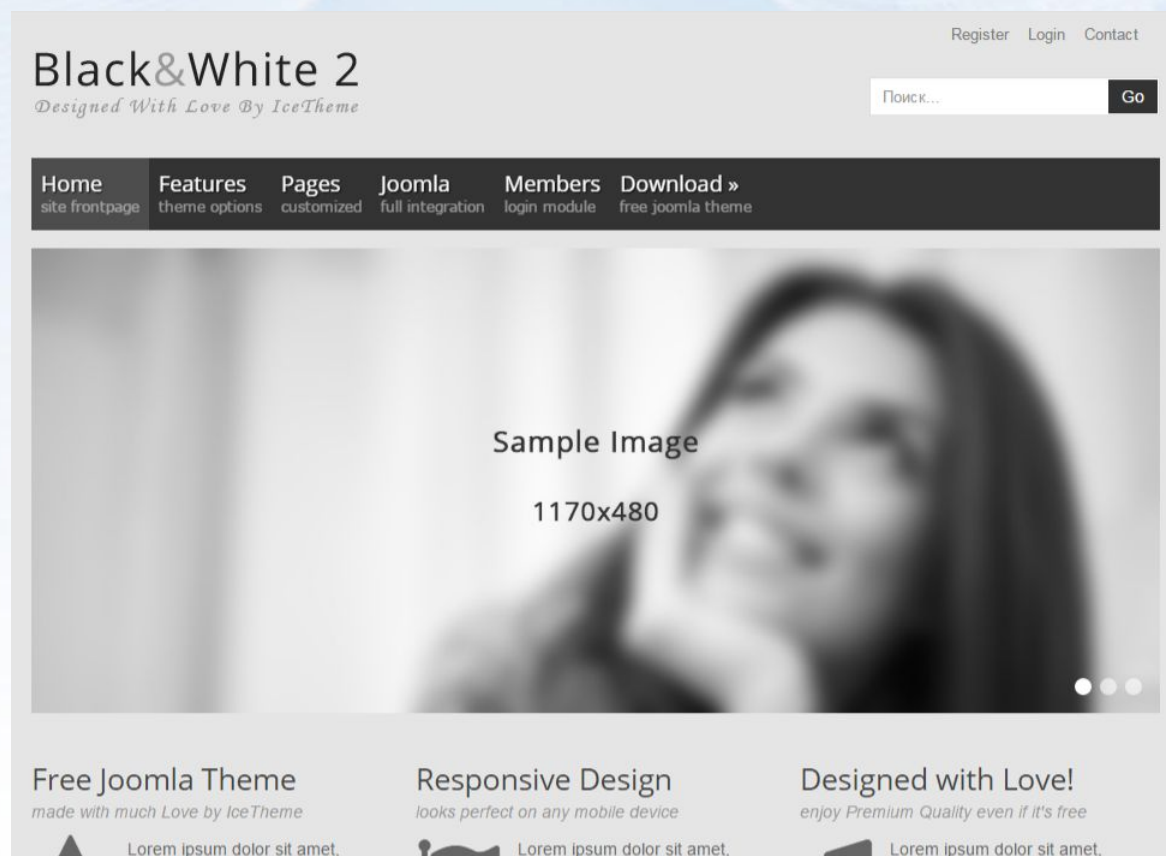 Register Login Contact
Black&White 2
Designed With Love By IceTheme
Поиск...
Go
Home Features Pages Joomla Members Download »
site frontpage theme options customized full integration login module free joomla theme
Sample Image
1170x480
Free Joomla Theme Responsive Design Designed with Love!
made with much Love by IceTheme looks perfect on any mobile device enjoy Premium Quality even if it's free
Lorem ipsum dolor sit amet, Lorem ipsum dolor sit amet, Lorem ipsum dolor sit amet,